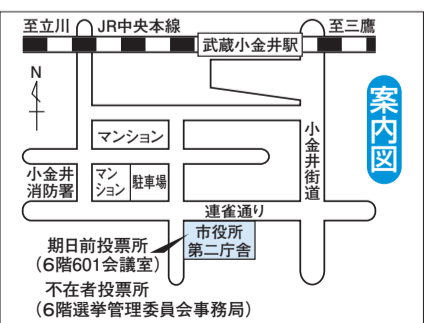 至立川
JR中央本線
至三鷹
武蔵小金井駅
N
案内図
マンション
小金井街道
小金井
消防署
マン
ション
駐車場
連雀通り
市役所
第二庁舎
期日前投票所
（6階601会議室）
不在者投票所
（6階選挙管理委員会事務局）